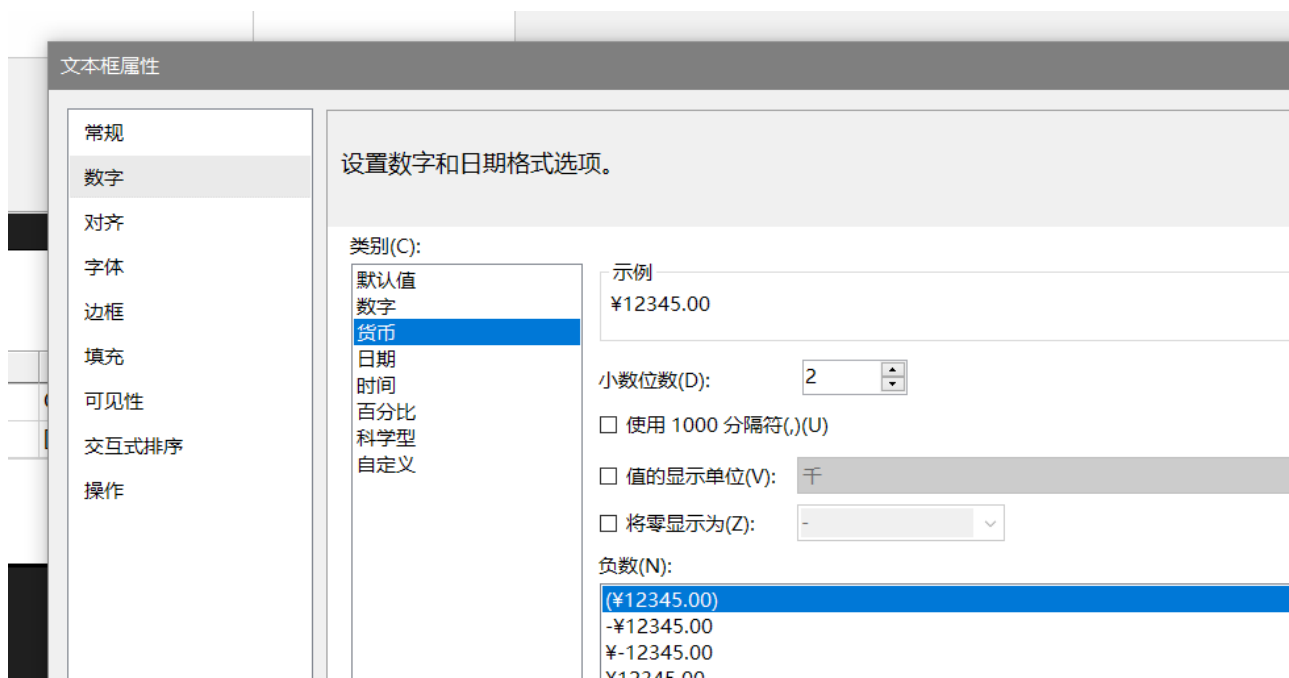 文本框属性
常规
数字
对齐
字体
边框
填充
可见性
交互式排序
操作
设置数字和日期格式选项。
类别(C):
默认值
数字
货币
日期
时间
百分比
科学型
自定义
示例
¥12345.00
小数位数(D):
2
使用 1000 分隔符(,)(U)
值的显示单位(V):
千
将零显示为(Z):
-
负数(N):
(¥12345.00)
-¥12345.00
¥-12345.00